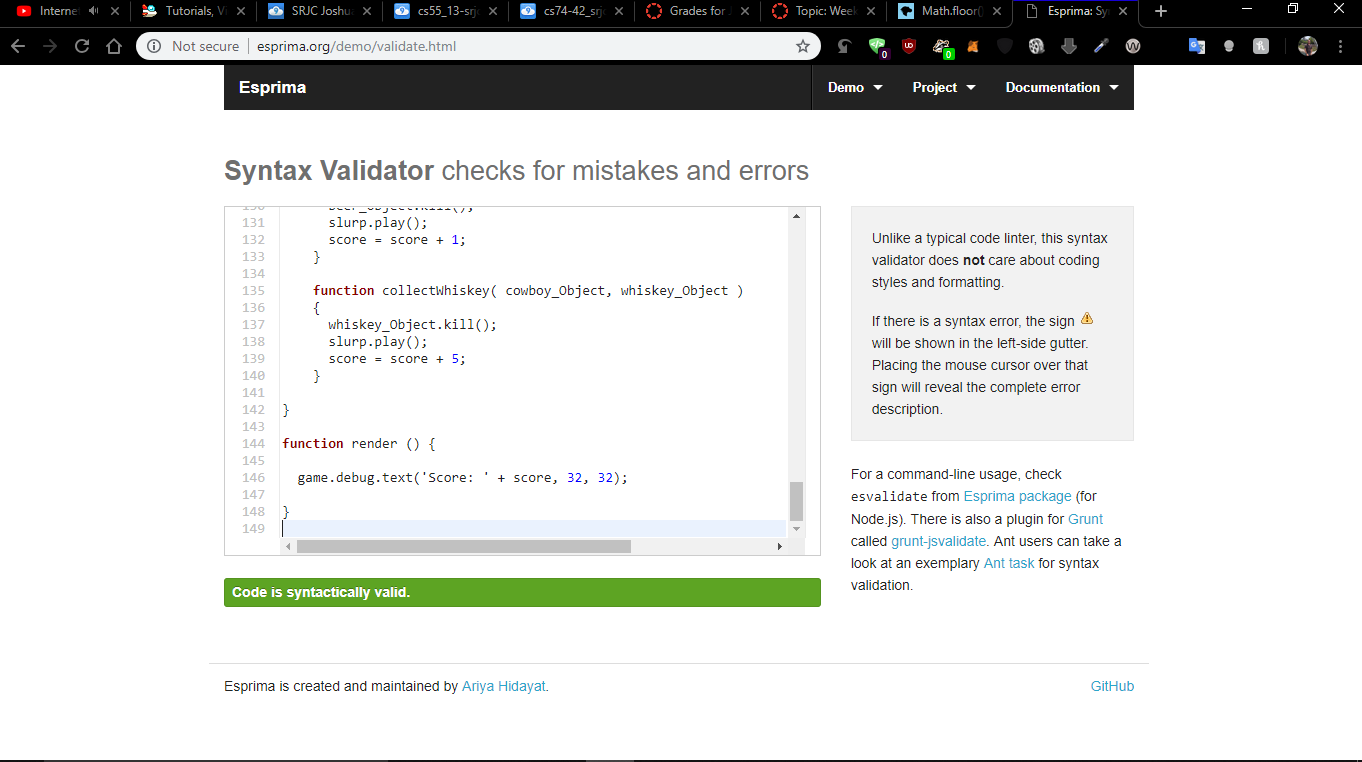 Interne
Tutorials, V
SRJC Joshu
cs55_13-srj
cs74-42_srj
Grades for J
Topic: Week
Math.floor()
Esprima: Sy
Not secure
esprima.org/demo/validate.html
0
0
Esprima
Demo
Project
Documentation
Syntax Validator checks for mistakes and errors
131 slurp.play();
132 score = score + 1;
133 }
134
135 function collectWhiskey( cowboy_Object, whiskey_Object )
136 {
137 whiskey_Object.kill();
138 slurp.play();
139 score = score + 5;
140 }
141
142 }
143
144 function render () {
145
146 game.debug.text('Score: ' + score, 32, 32);
147
148 }
149
Code is syntactically valid.
Unlike a typical code linter, this syntax
validator does not care about coding
styles and formatting.
If there is a syntax error, the sign
will be shown in the left-side gutter.
Placing the mouse cursor over that
sign will reveal the complete error
description.
For a command-line usage, check
esvalidate from Esprima package (for
Node.js). There is also a plugin for Grunt
called grunt-jsvalidate. Ant users can take a
look at an exemplary Ant task for syntax
validation.
Esprima is created and maintained by Ariya Hidayat.
GitHub